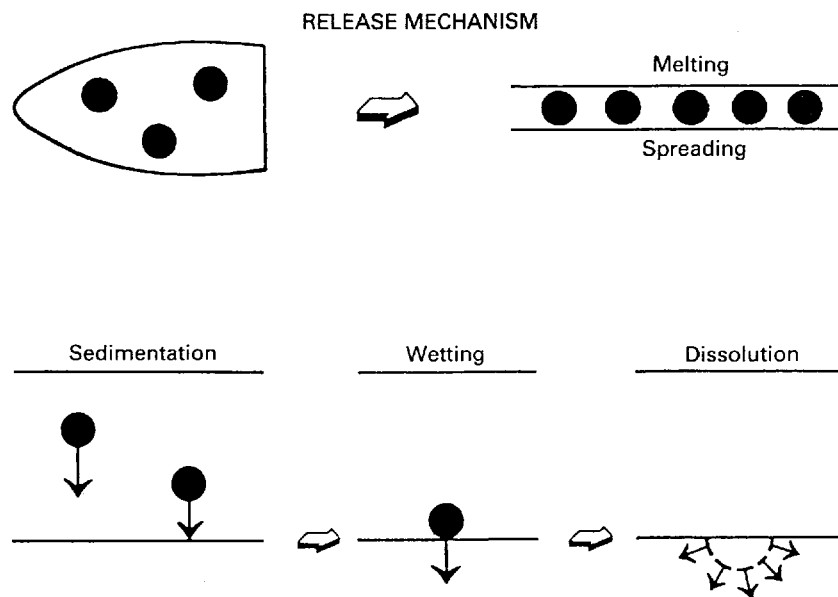 RELEASE MECHANISM
Melting
Spreading
Sedimentation
Wetting
Dissolution